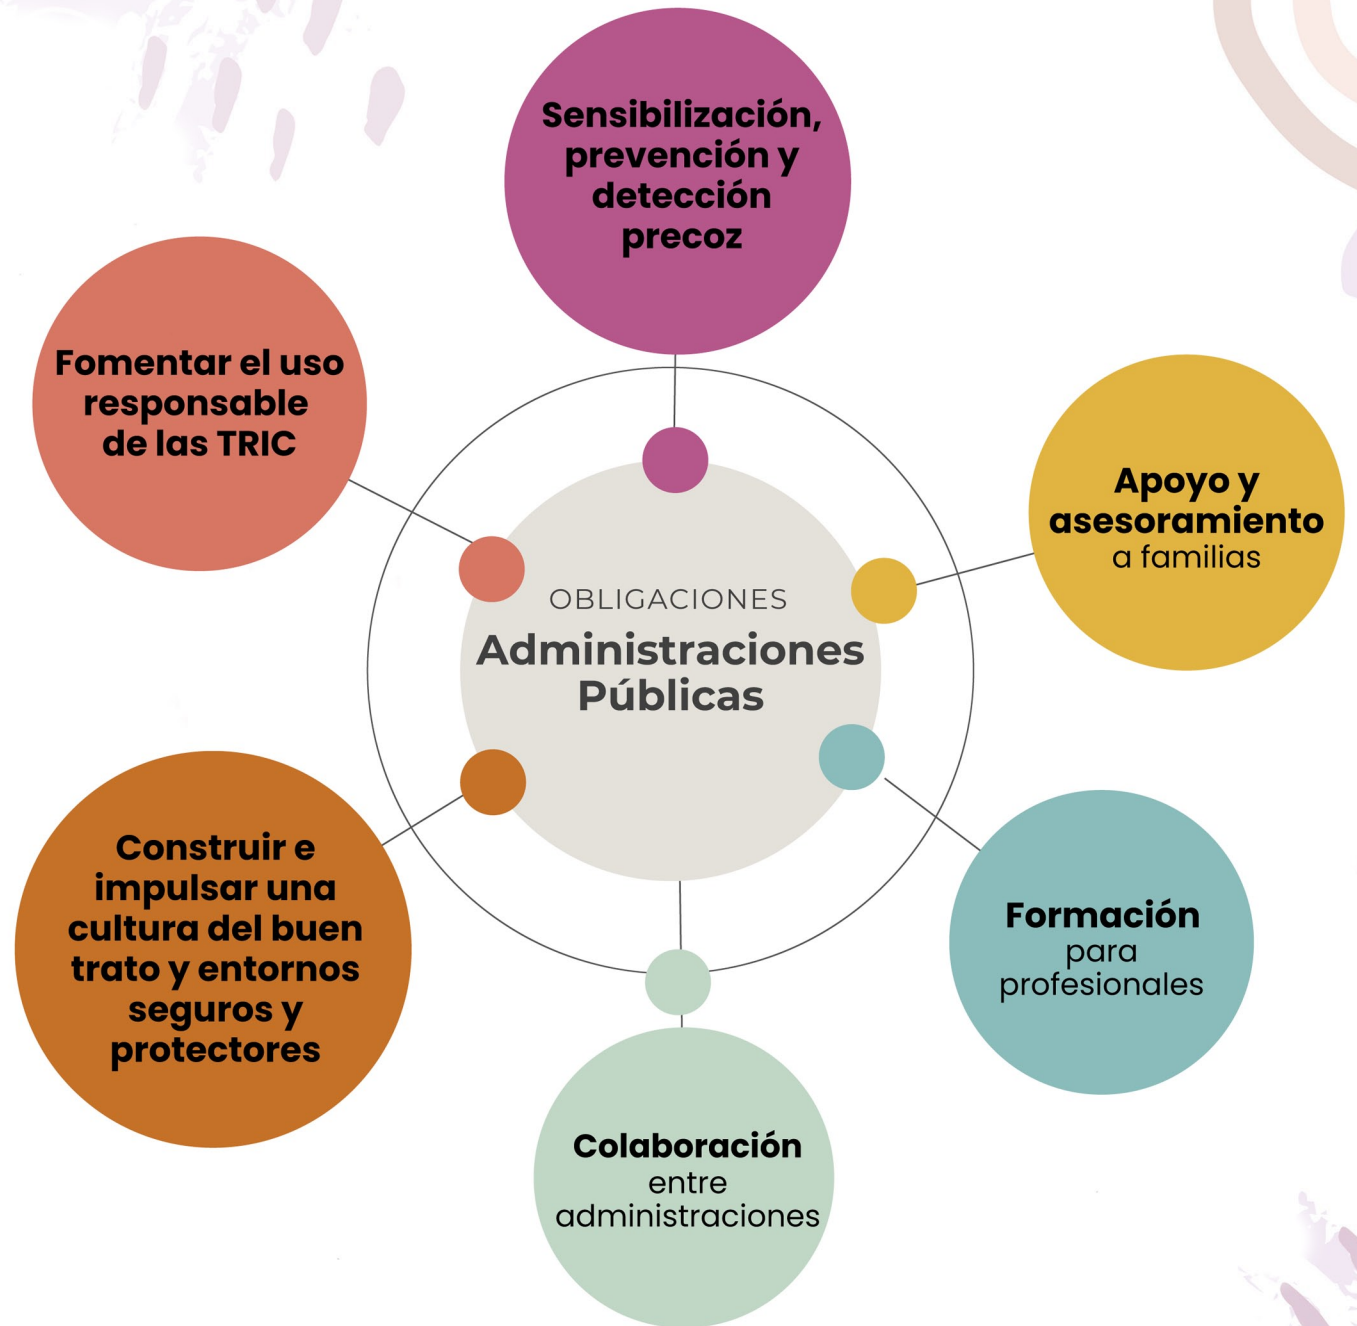 Sensibilización,
prevención y
detección
precoz
Fomentar el uso
responsable
de las TRIC
Apoyo y
asesoramiento
a familias
OBLIGACIONES
Administraciones
Públicas
Construir e
impulsar una
cultura del buen
trato y entornos
seguros y
protectores
Formación
para
profesionales
Colaboración
entre
administraciones